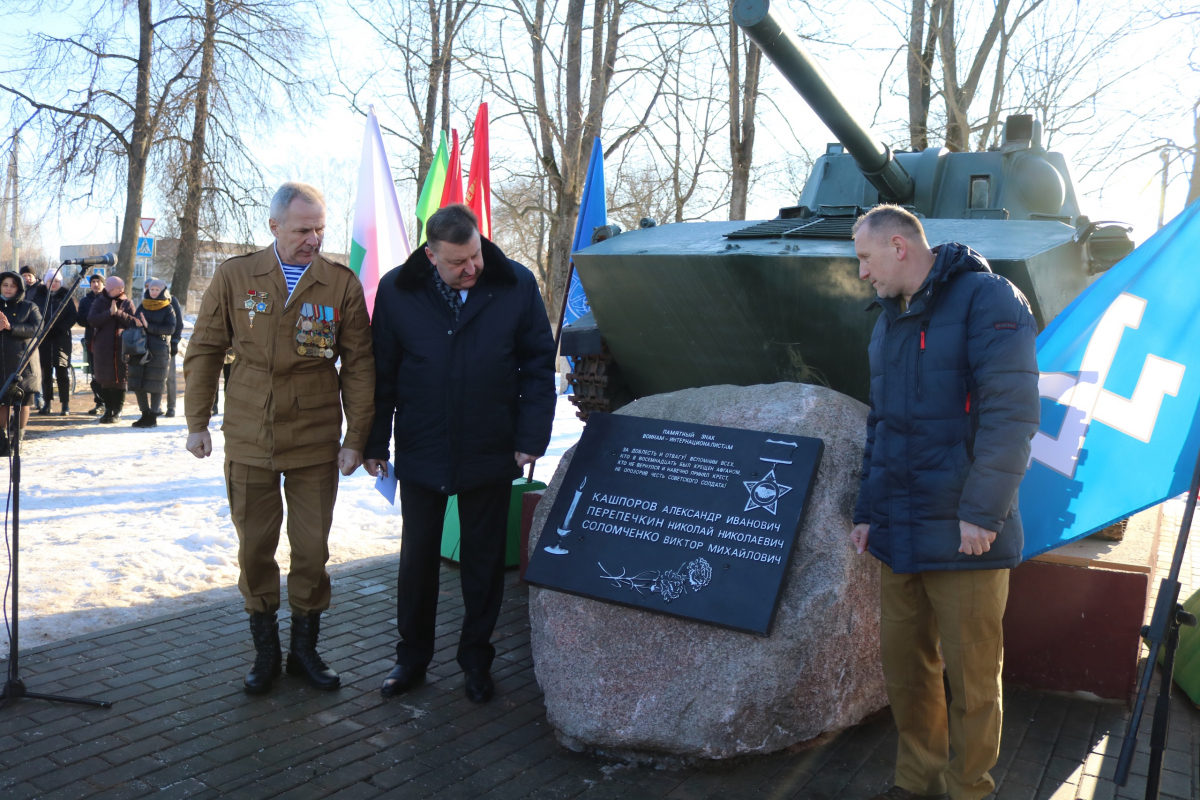 ПАМЯТНЫЙ ЗНАК
ВОИНАМ-ИНТЕРНАЦИОНАЛИСТАМ
ЗА ДОБЛЕСТЬ И ОТВАГУ! ВСПОМНИМ ВСЕХ,
КТО В ВОСЕМНАДЦАТЬ БЫЛ КРЕЩЕН АФГАНОМ,
КТО НЕ ВЕРНУЛСЯ И НАВЕЧНО ПРИНЯЛ КРЕСТ,
НЕ ОПОЗОРИВ ЧЕСТЬ СОВЕТСКОГО СОЛДАТА!
КАШПОРОВ АЛЕКСАНДР ИВАНОВИЧ
ПЕРЕПЕЧКИН НИКОЛАЙ НИКОЛАЕВИЧ
СОЛОМЧЕНКО ВИКТОР МИХАЙЛОВИЧ